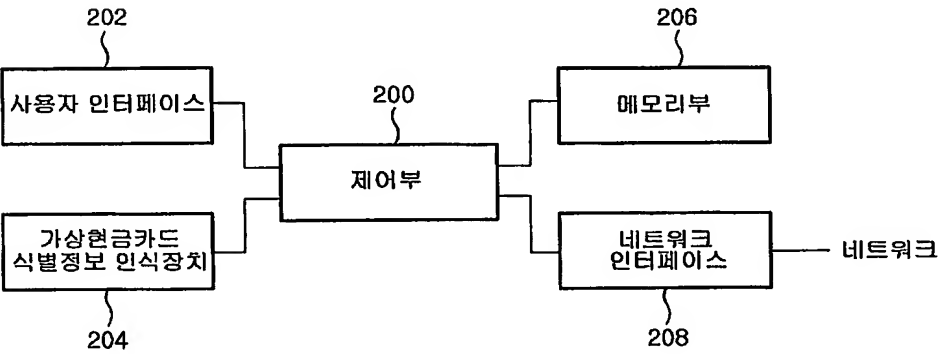 202
사용자 인터페이스
206
메모리부
200
제어부
가상현금카드
식별정보 인식장치
204
네트워크
인터페이스
208
네트워크